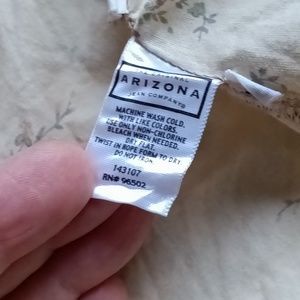 ORIGINAL
ARIZONA
JEAN COMPANY®
MACHINE WASH COLD.
WITH LIKE COLORS.
USE ONLY NON-CHLORINE
BLEACH WHEN NEEDED.
DRY FLAT.
TWIST IN ROPE FORM TO DRY
DO NOT IRON
143107
RN# 96502